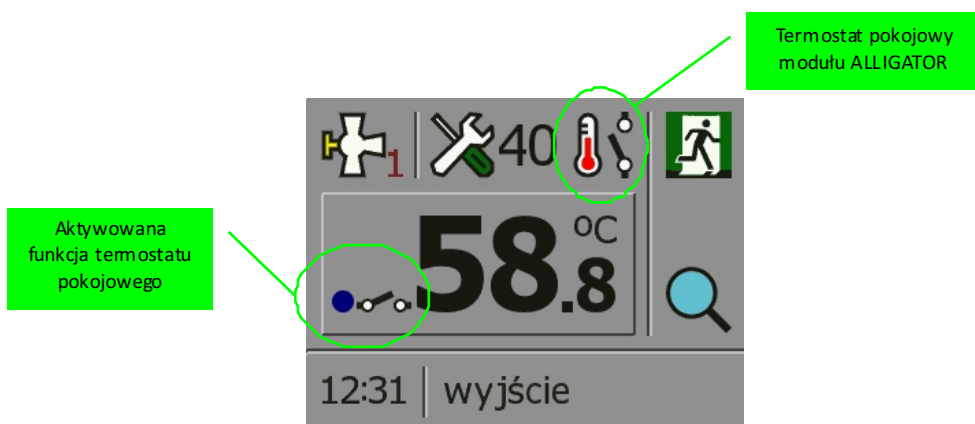 Termostat pokojowy
modułu ALLIGATOR
1 40
Aktywowana
funkcja termostatu
pokojowego
58.8 °C
12:31 wyjście